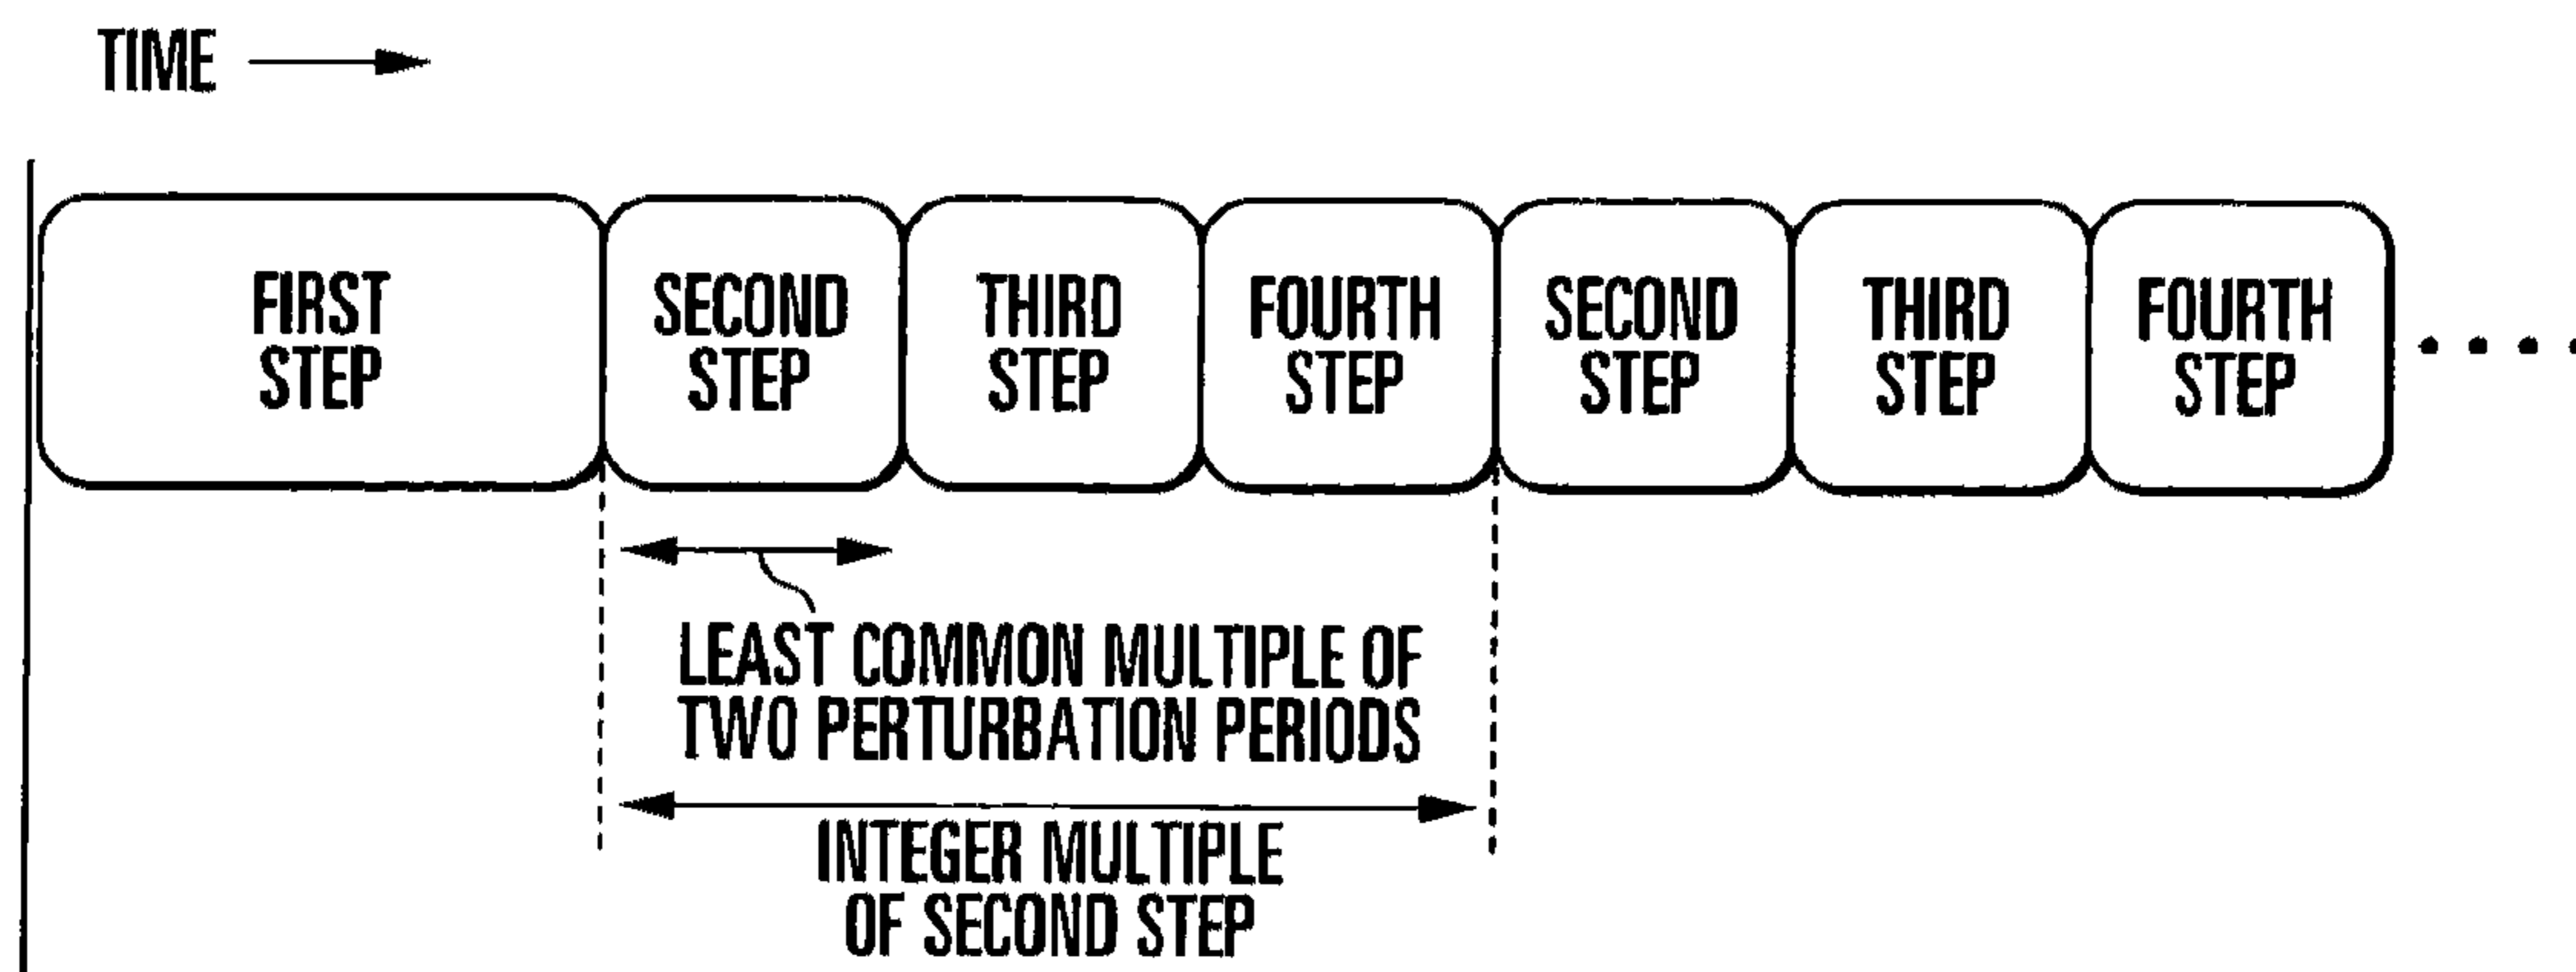 TIME
FIRST
STEP
SECOND
STEP
THIRD
STEP
FOURTH
STEP
SECOND
STEP
THIRD
STEP
FOURTH
STEP
LEAST COMMON MULTIPLE OF
TWO PERTURBATION PERIODS
INTEGER MULTIPLE
OF SECOND STEP